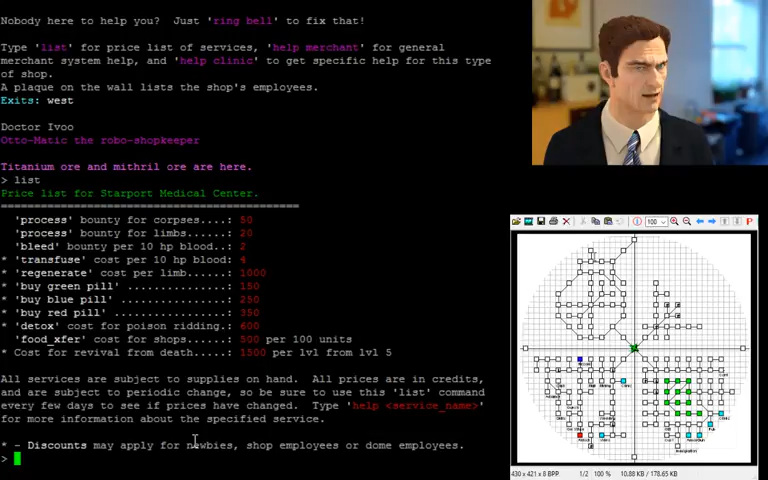 Nobody here to help you?  Just 'ring bell' to fix that!
Type 'list' for price list of services, 'help merchant' for general
merchant system help, and 'help clinic' to get specific help for this type
of shop.
A plaque on the wall lists the shop's employees.
Exits: west
Doctor Ivoo
Otto-Matic the robo-shopkeeper
Titanium ore and mithril ore are here.
> list
Price list for Starport Medical Center.
==================================================
'process' bounty for corpses....: 50
'process' bounty for limbs......: 20
'bleed' bounty per 10 hp blood..: 2
* 'transfuse' cost per 10 hp blood: 4
* 'regenerate' cost per limb......: 1000
* 'buy green pill' ...............: 150
* 'buy blue pill' ................: 250
* 'buy red pill' .................: 350
* 'detox' cost for poison ridding.: 600
'food_xfer' cost for shops......: 500 per 100 units
* Cost for revival from death.....: 1500 per lvl from lvl 5
All services are subject to supplies on hand.  All prices are in credits,
and are subject to periodic change, so be sure to use this 'list' command
every few days to see if prices have changed.  Type 'help <service_name>'
for more information about the specified service.
* - Discounts may apply for newbies, shop employees or dome employees.
>
100
430 x 421 x 8 BPP
1/2
100 %
10.88 KB / 178.65 KB